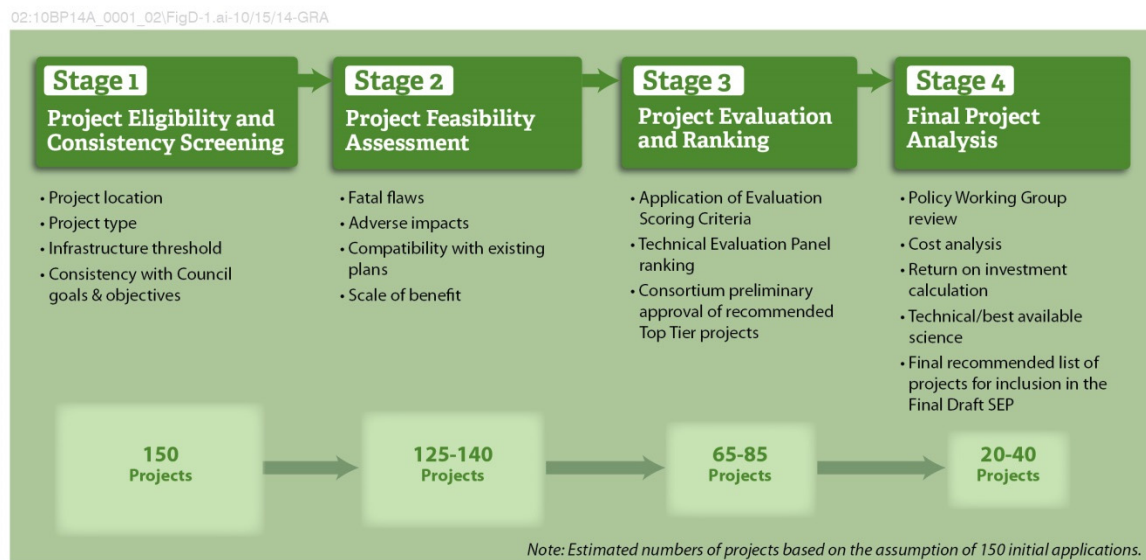 02:10BP14A_0001_02\FigD-1.ai-10/15/14-GRA
Stage 1
Project Eligibility and
Consistency Screening
• Project location
• Project type
• Infrastructure threshold
• Consistency with Council
goals & objectives
Stage 2
Project Feasibility
Assessment
• Fatal flaws
• Adverse impacts
• Compatibility with existing
plans
• Scale of benefit
Stage 3
Project Evaluation
and Ranking
• Application of Evaluation
Scoring Criteria
• Technical Evaluation Panel
ranking
• Consortium preliminary
approval of recommended
Top Tier projects
Stage 4
Final Project
Analysis
• Policy Working Group
review
• Cost analysis
• Return on investment
calculation
• Technical/best available
science
• Final recommended list of
projects for inclusion in the
Final Draft SEP
150
Projects
125-140
Projects
65-85
Projects
20-40
Projects
Note: Estimated numbers of projects based on the assumption of 150 initial applications.